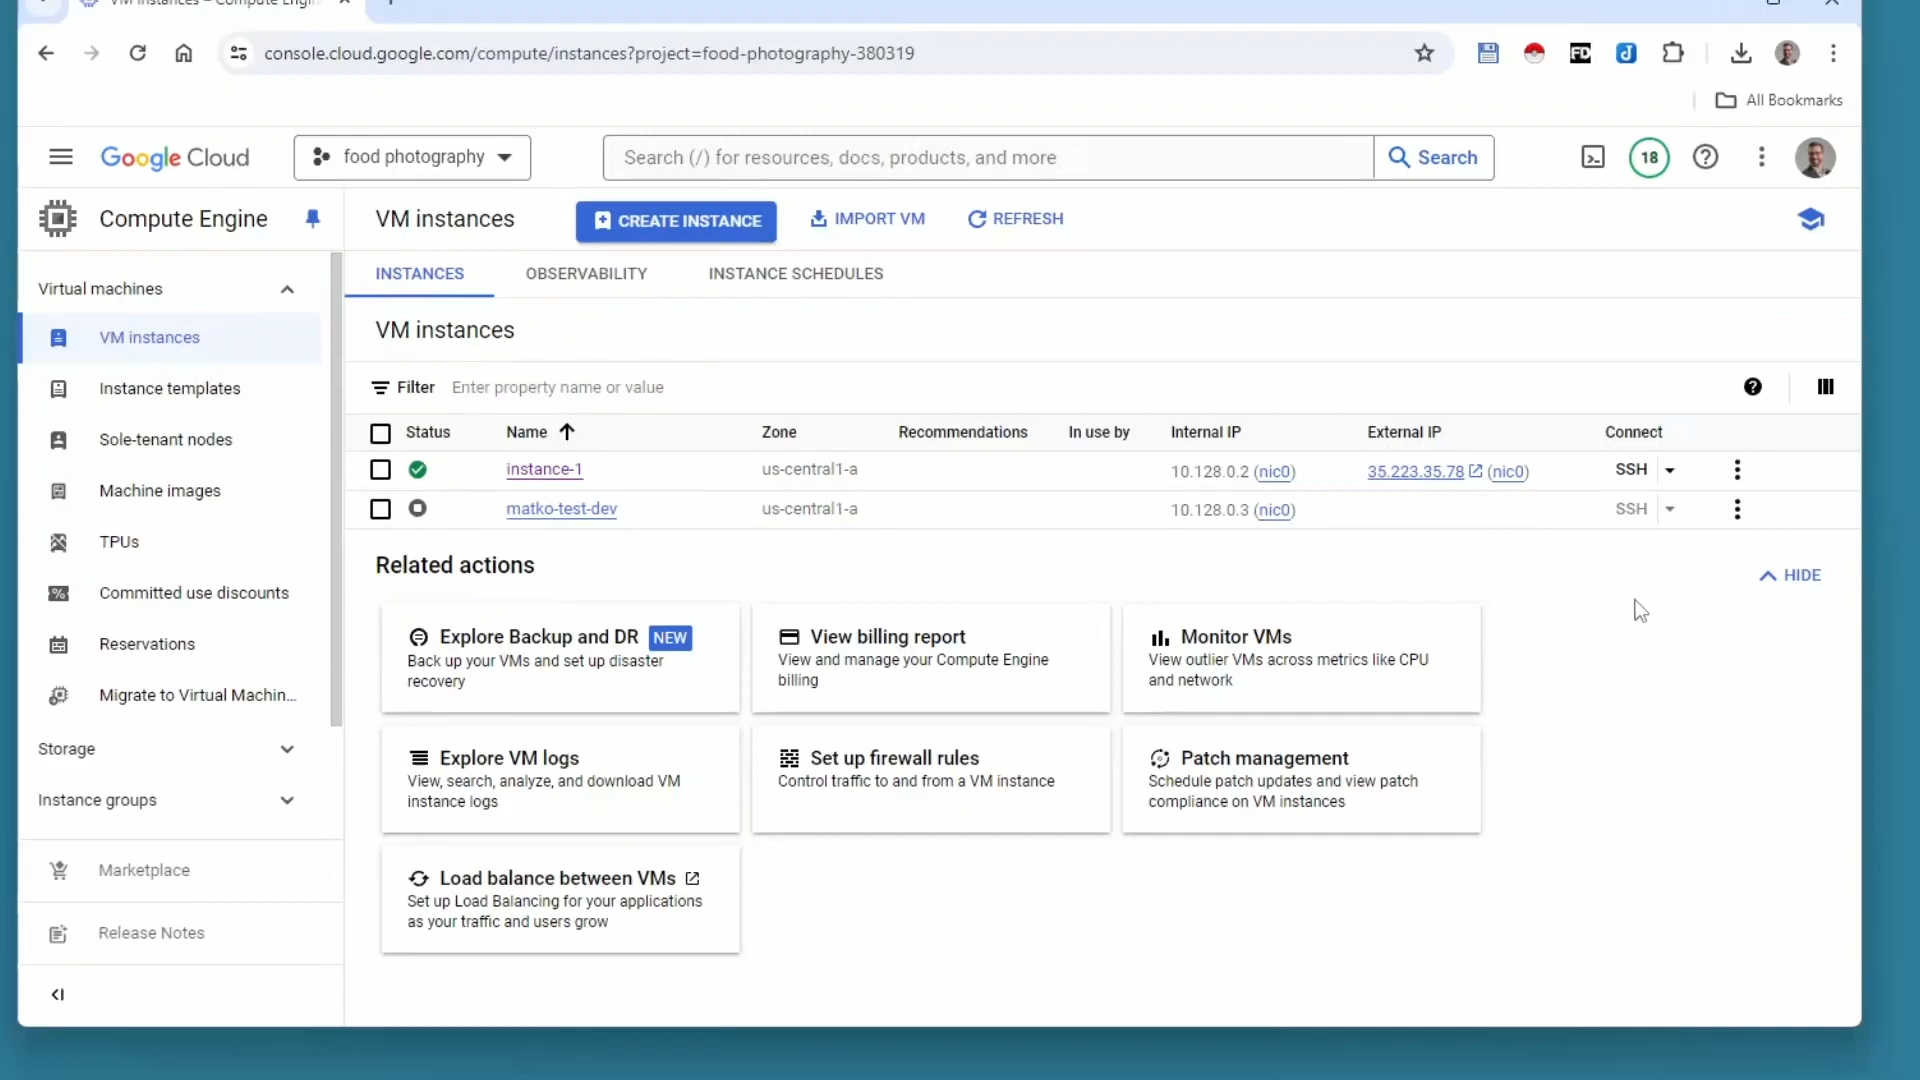 console.cloud.google.com/compute/instances?project=food-photography-380319
FD
All Bookmarks
Google Cloud
food photography
Search (/) for resources, docs, products, and more
Search
18
Compute Engine
VM instances
CREATE INSTANCE
IMPORT VM
REFRESH
Virtual machines
VM instances
Instance templates
Sole-tenant nodes
Machine images
TPUs
Committed use discounts
Reservations
Migrate to Virtual Machin...
Storage
Instance groups
Marketplace
Release Notes
INSTANCES
OBSERVABILITY
INSTANCE SCHEDULES
VM instances
Filter Enter property name or value
Status Name Zone Recommendations In use by Internal IP External IP Connect
instance-1 us-central1-a 10.128.0.2 (nic0) 35.223.35.78 (nic0) SSH
matko-test-dev us-central1-a 10.128.0.3 (nic0) SSH
Related actions
HIDE
Explore Backup and DR NEW
Back up your VMs and set up disaster
recovery
View billing report
View and manage your Compute Engine
billing
Monitor VMs
View outlier VMs across metrics like CPU
and network
Explore VM logs
View, search, analyze, and download VM
instance logs
Set up firewall rules
Control traffic to and from a VM instance
Patch management
Schedule patch updates and view patch
compliance on VM instances
Load balance between VMs
Set up Load Balancing for your applications
as your traffic and users grow